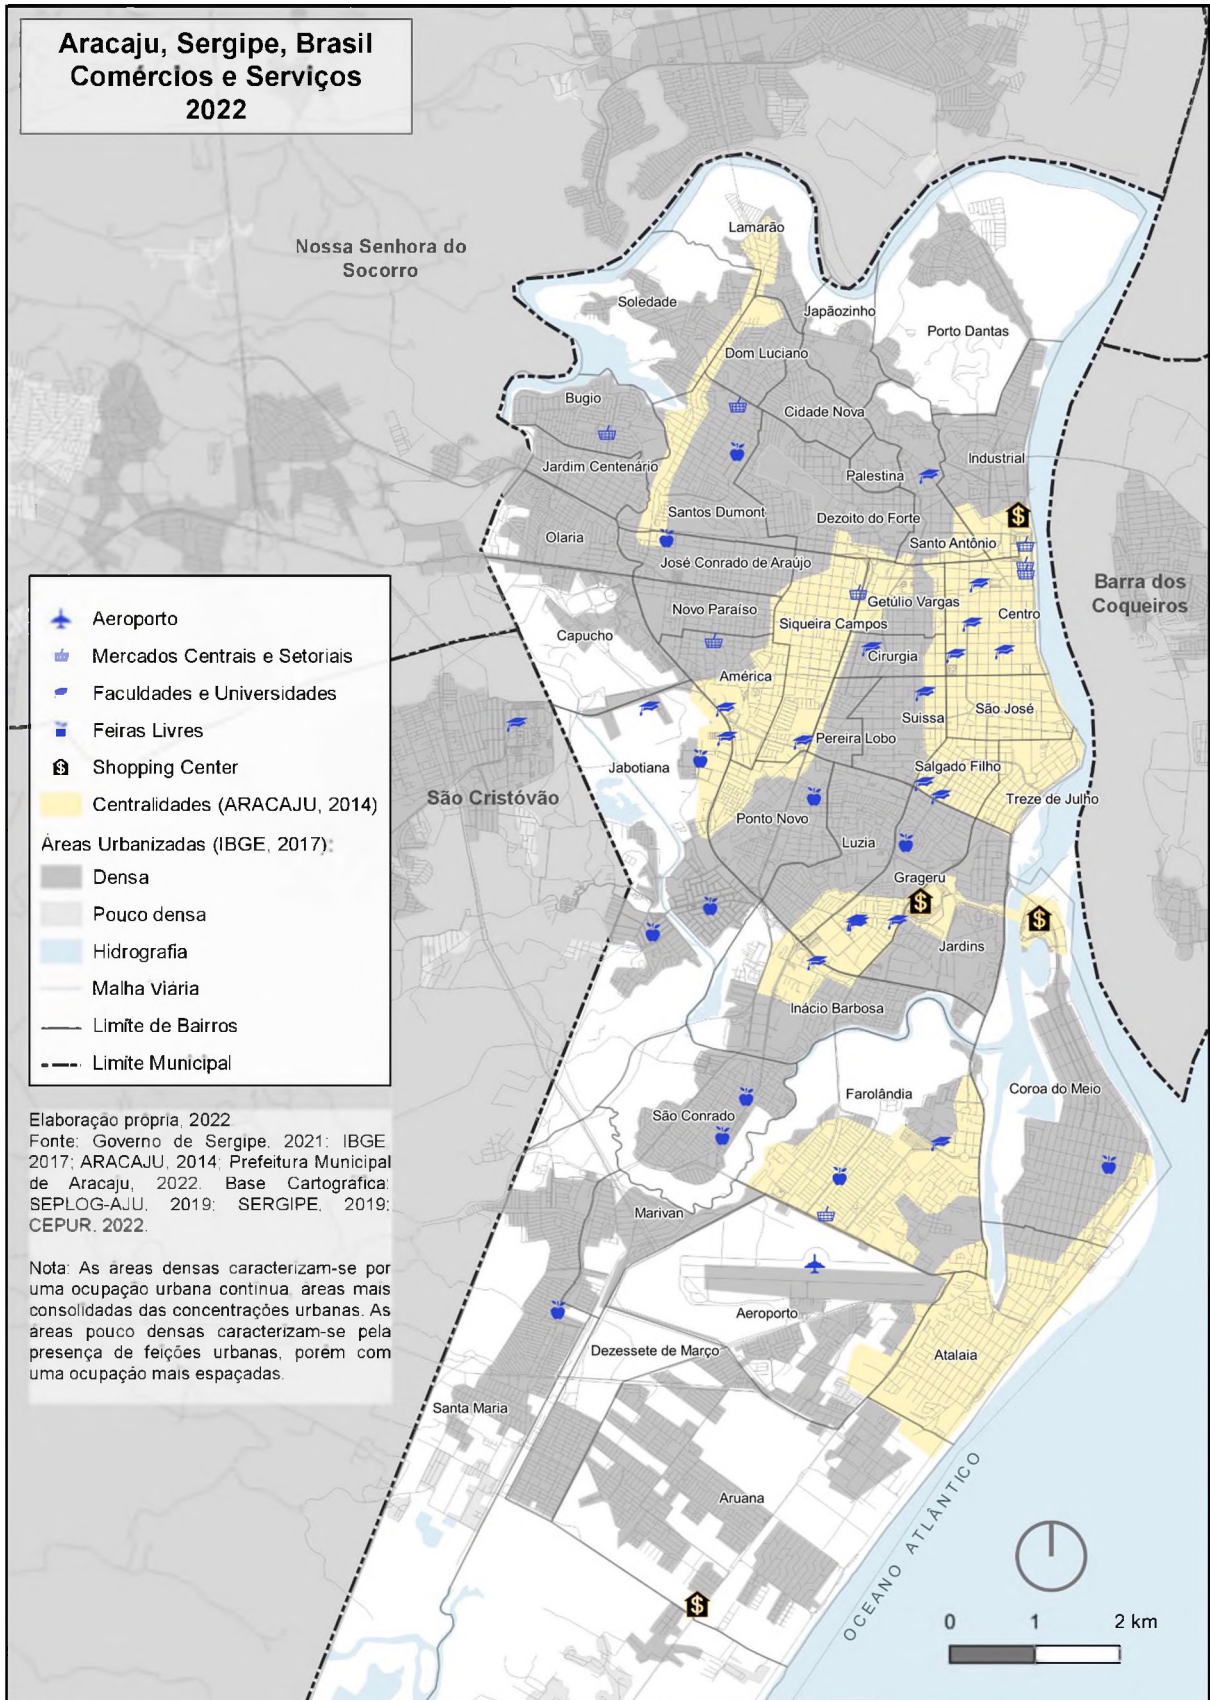 Aracaju, Sergipe, Brasil
Comércios e Serviços
2022
Nossa Senhora do
Socorro
Lamarão
Soledade
Japãozinho
Porto Dantas
Dom Luciano
Bugio
Cidade Nova
Jardim Centenário
Industrial
Palestina
Santos Dumont
Dezoito do Forte
Olaria
Santo Antônio
José Conrado de Araújo
Barra dos
Coqueiros
Novo Paraíso
Getúlio Vargas
Centro
Siqueira Campos
Capucho
Cirurgia
América
São José
Suissa
Pereira Lobo
Jabotiana
Salgado Filho
São Cristóvão
Treze de Julho
Ponto Novo
Luzia
Grageru
Jardins
Inácio Barbosa
Farolândia
Coroa do Meio
São Conrado
Marivan
Aeroporto
Dezessete de Março
Atalaia
Santa Maria
Aruana
OCEANO ATLÂNTICO
0 1 2 km
Aeroporto
Mercados Centrais e Setoriais
Faculdades e Universidades
Feiras Livres
Shopping Center
Centralidades (ARACAJU, 2014)
Áreas Urbanizadas (IBGE, 2017):
Densa
Pouco densa
Hidrografia
Malha Viária
Limite de Bairros
Limite Municipal
Elaboração própria, 2022.
Fonte: Governo de Sergipe, 2021; IBGE,
2017; ARACAJU, 2014; Prefeitura Municipal
de Aracaju, 2022. Base Cartográfica:
SEPLOG-AJU, 2019; SERGIPE, 2019;
CEPUR, 2022.
Nota: As áreas densas caracterizam-se por
uma ocupação urbana contínua, áreas mais
consolidadas das concentrações urbanas. As
áreas pouco densas caracterizam-se pela
presença de feições urbanas, porém com
uma ocupação mais espaçadas.
$
$
$
$
$